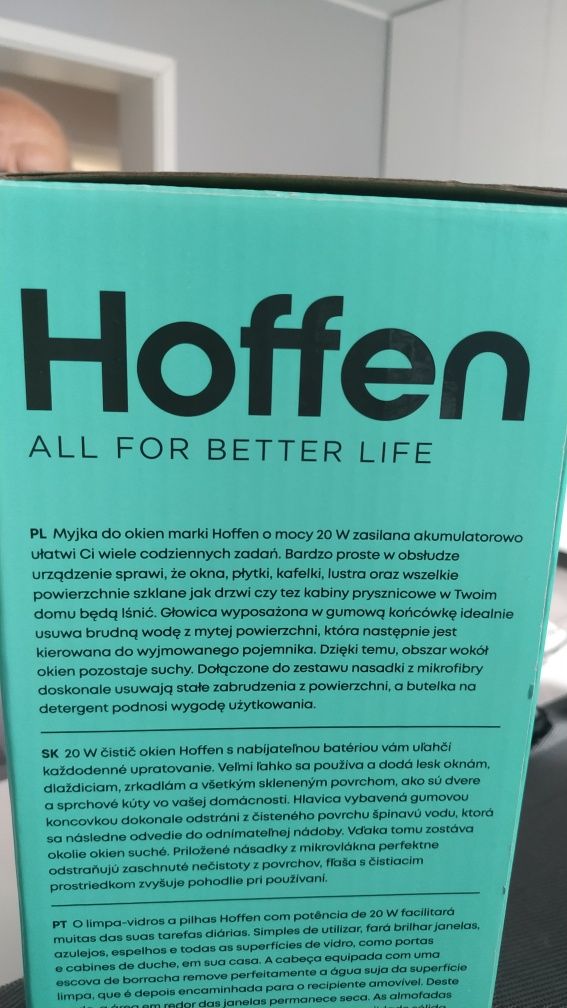 Hoffen
ALL FOR BETTER LIFE
PL Myjka do okien marki Hoffen o mocy 20 W zasilana akumulatorowo
ułatwi Ci wiele codziennych zadań. Bardzo proste w obsłudze
urządzenie sprawi, że okna, płytki, kafelki, lustra oraz wszelkie
powierzchnie szklane jak drzwi czy tez kabiny prysznicowe w Twoim
domu będą lśnić. Głowica wyposażona w gumową końcówkę idealnie
usuwa brudną wodę z mytej powierzchni, która następnie jest
kierowana do wyjmowanego pojemnika. Dzięki temu, obszar wokół
okien pozostaje suchy. Dołączone do zestawu nasadki z mikrofibry
doskonale usuwają stałe zabrudzenia z powierzchni, a butelka na
detergent podnosi wygodę użytkowania.
SK 20 W čistič okien Hoffen s nabíjateľnou batériou vám uľahčí
každodenné upratovanie. Veľmi ľahko sa používa a dodá lesk oknám,
dlaždiciam, zrkadlám a všetkým skleneným povrchom, ako sú dvere
a sprchové kúty vo vašej domácnosti. Hlavica vybavená gumovou
koncovkou dokonale odstráni z čisteného povrchu špinavú vodu, ktorá
sa následne odvedie do odnímateľnej nádoby. Vďaka tomu zostáva
okolie okien suché. Priložené násadky z mikrovlákna perfektne
odstraňujú zaschnuté nečistoty z povrchov, fľaša s čistiacim
prostriedkom zvyšuje pohodlie pri používaní.
PT O limpa-vidros a pilhas Hoffen com potência de 20 W facilitará
muitas das suas tarefas diárias. Simples de utilizar, fará brilhar janelas,
azulejos, espelhos e todas as superfícies de vidro, como portas
e cabines de duche, em sua casa. A cabeça equipada com uma
escova de borracha remove perfeitamente a água suja da superfície
limpa, que é depois encaminhada para o recipiente amovível. Deste
área em redor das janelas permanece seca. As almofadas